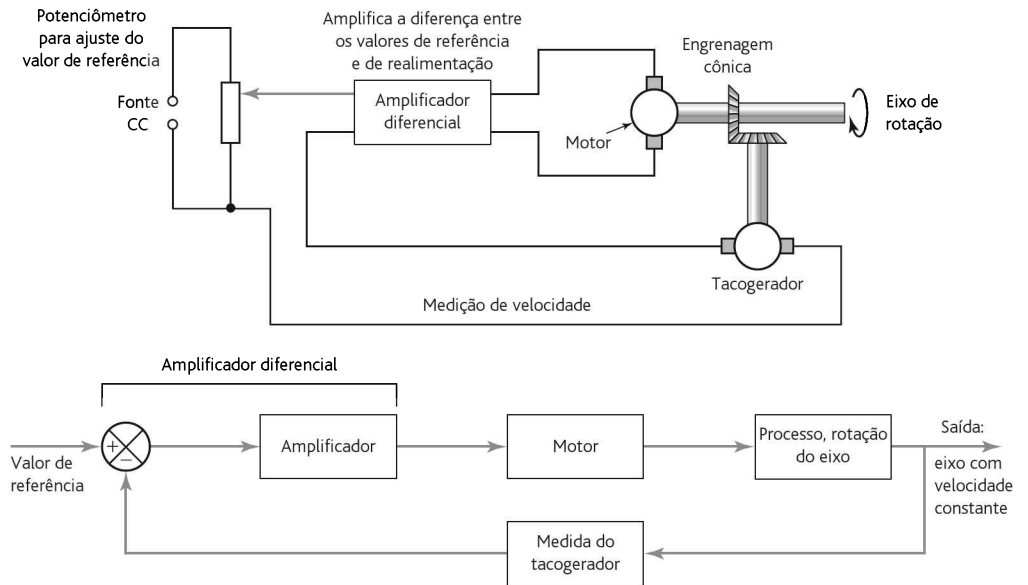 Potenciômetro
para ajuste do
valor de referência
Fonte
CC
Amplifica a diferença entre
os valores de referência
e de realimentação
Amplificador
diferencial
Motor
Engrenagem
cônica
Eixo de
rotação
Tacogerador
Medição de velocidade
Amplificador diferencial
+
−
Valor de
referência
Amplificador
Motor
Processo, rotação
do eixo
Saída:
eixo com
velocidade
constante
Medida do
tacogerador